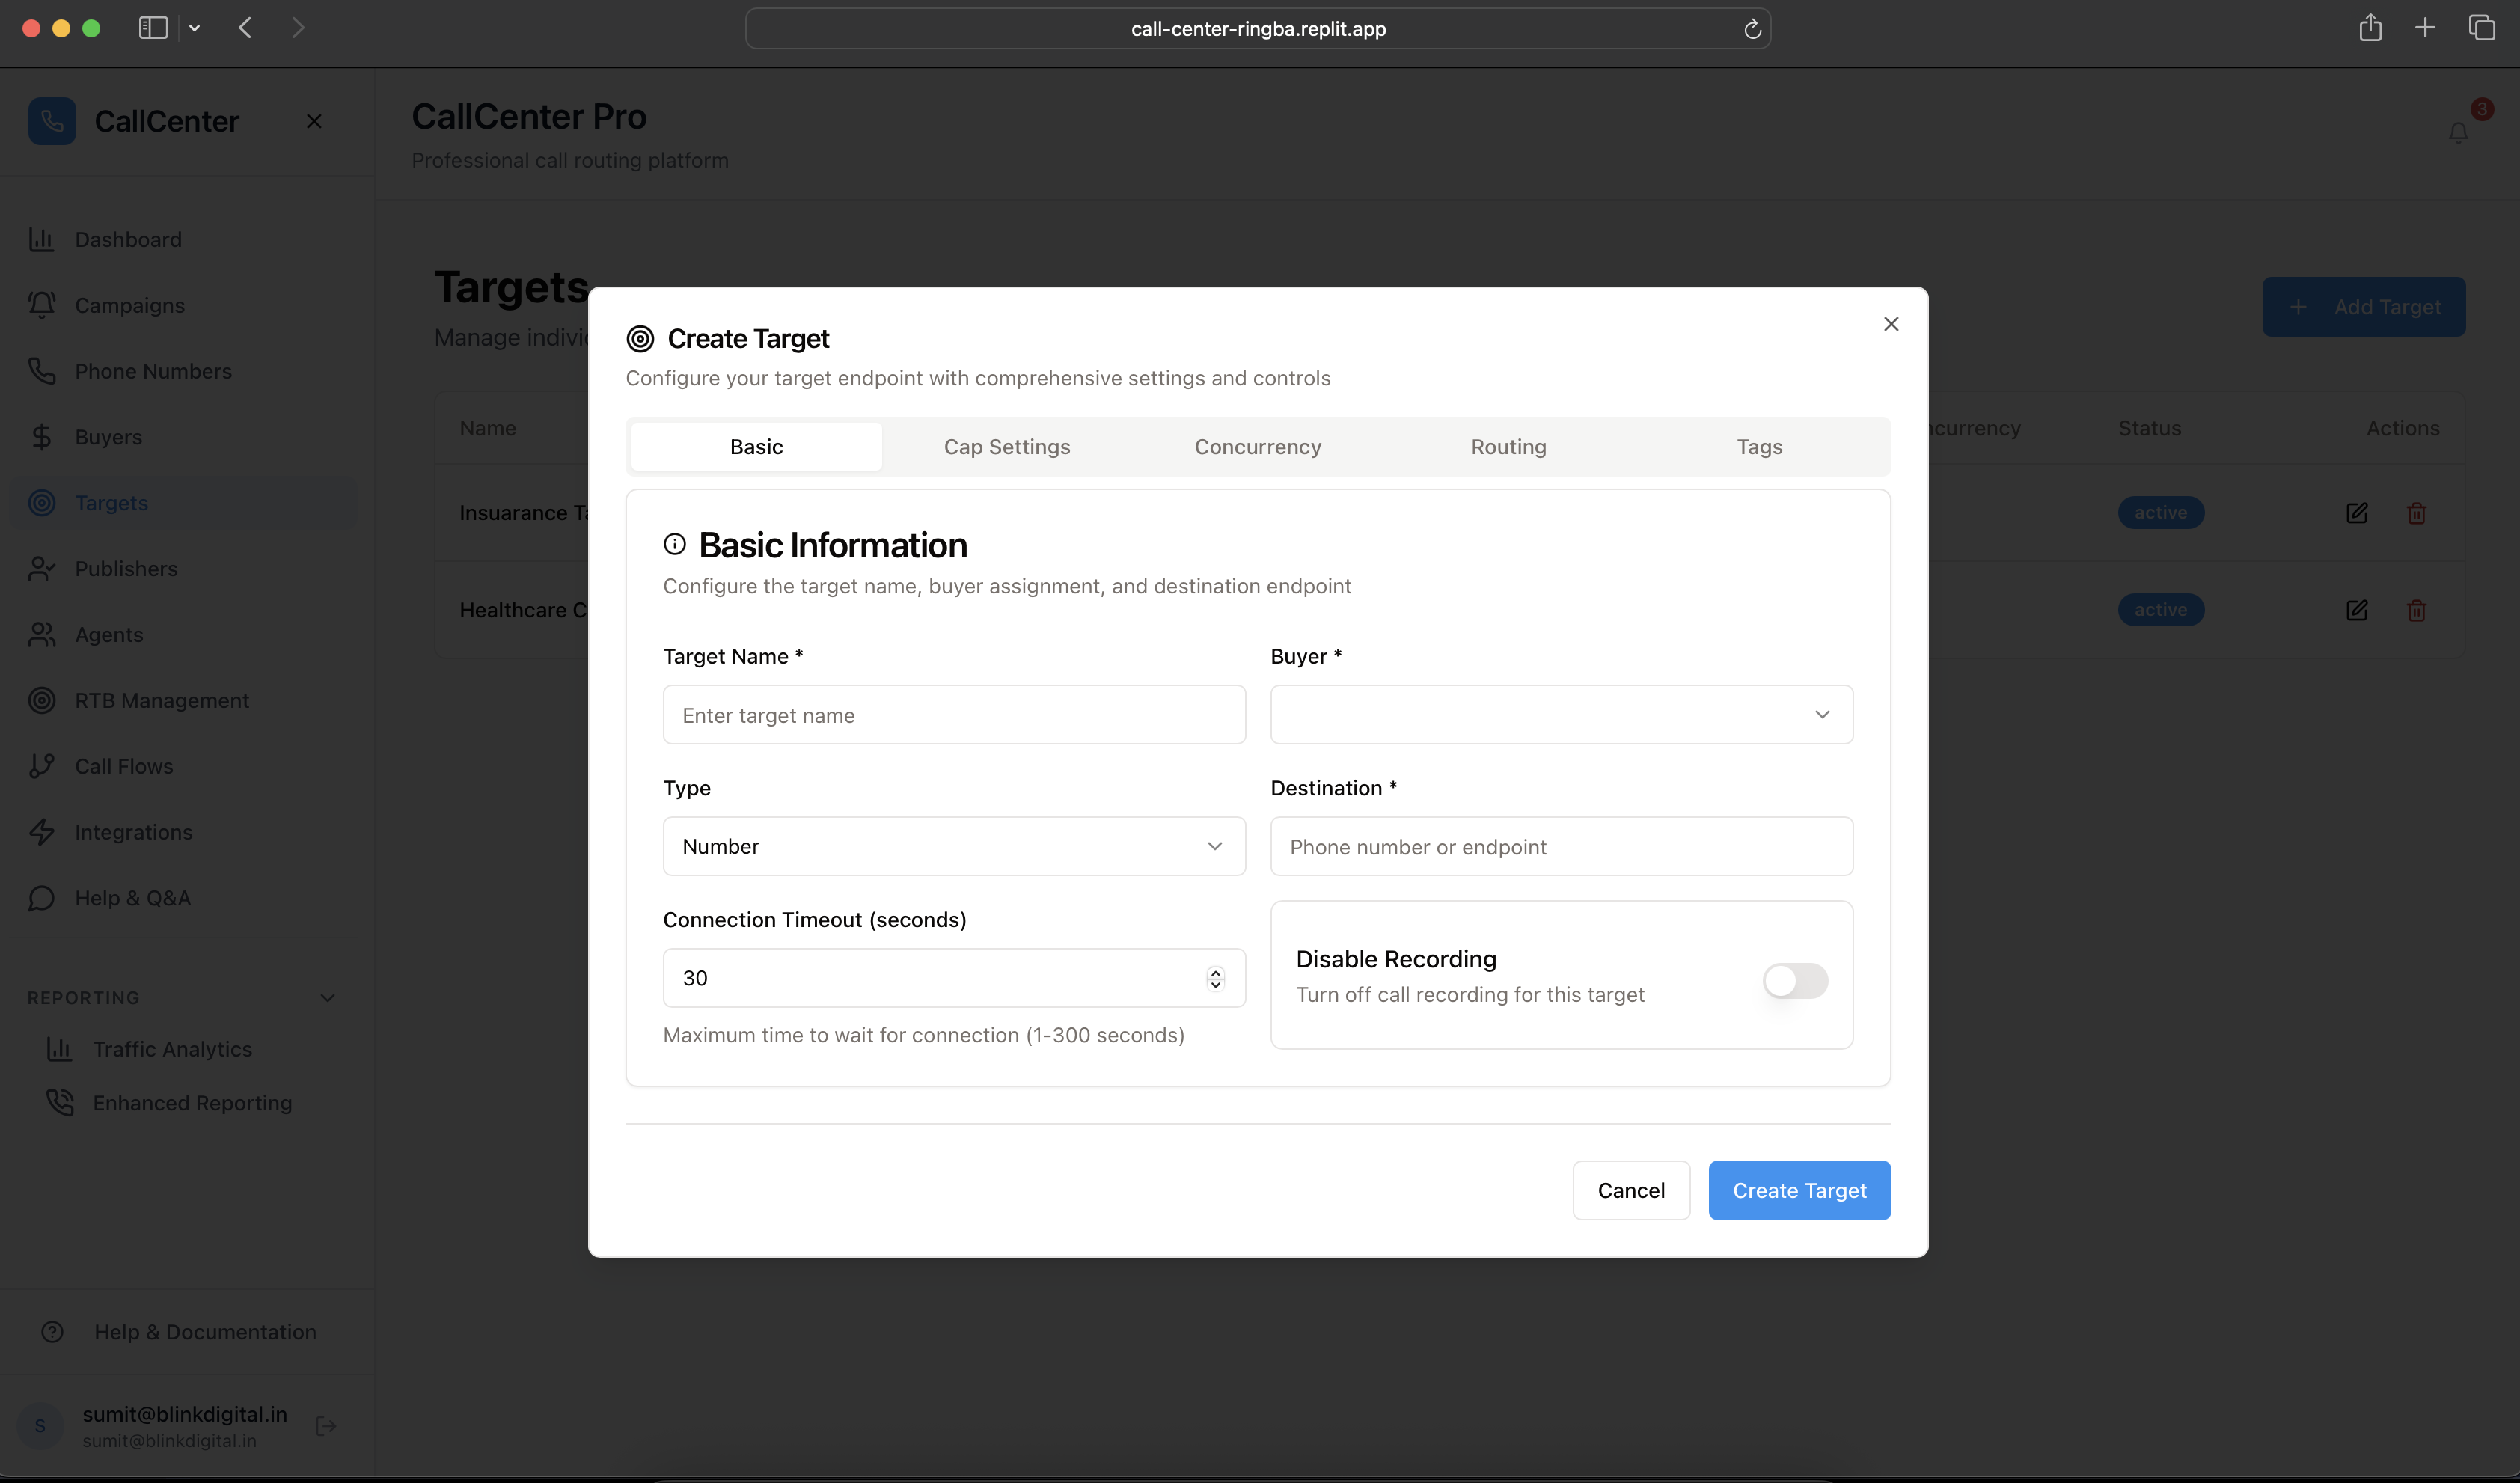 call-center-ringba.replit.app
CallCenter
CallCenter Pro
Professional call routing platform
3
Dashboard
Campaigns
Phone Numbers
Buyers
Targets
Publishers
Agents
RTB Management
Call Flows
Integrations
Help & Q&A
REPORTING
Traffic Analytics
Enhanced Reporting
Help & Documentation
S
sumit@blinkdigital.in
sumit@blinkdigital.in
Targets
Manage
Add Target
Name
Status
Actions
Insuarance
active
Healthcare
active
Create Target
Configure your target endpoint with comprehensive settings and controls
Basic
Cap Settings
Concurrency
Routing
Tags
Basic Information
Configure the target name, buyer assignment, and destination endpoint
Target Name *
Enter target name
Buyer *
Type
Number
Destination *
Phone number or endpoint
Connection Timeout (seconds)
30
Maximum time to wait for connection (1-300 seconds)
Disable Recording
Turn off call recording for this target
Cancel
Create Target